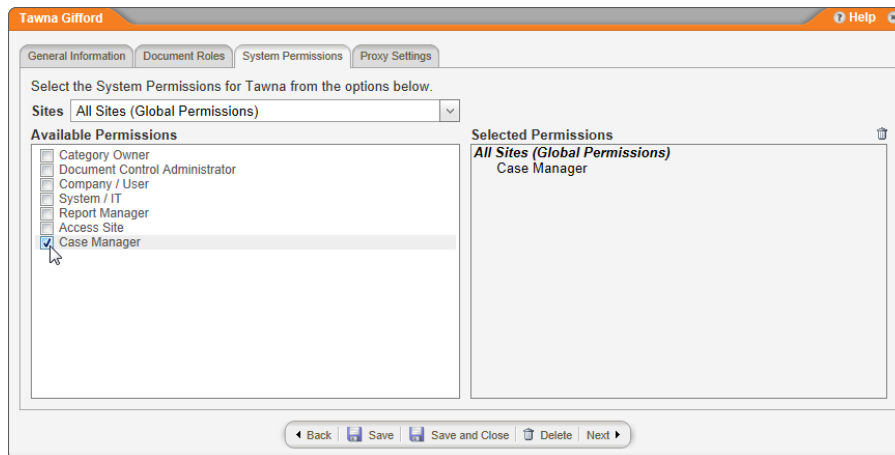 Tawna Gifford
Help
General Information Document Roles System Permissions Proxy Settings
Select the System Permissions for Tawna from the options below.
Sites All Sites (Global Permissions)
Available Permissions
Category Owner
Document Control Administrator
Company / User
System / IT
Report Manager
Access Site
Case Manager
Selected Permissions
All Sites (Global Permissions)
Case Manager
Back Save Save and Close Delete Next